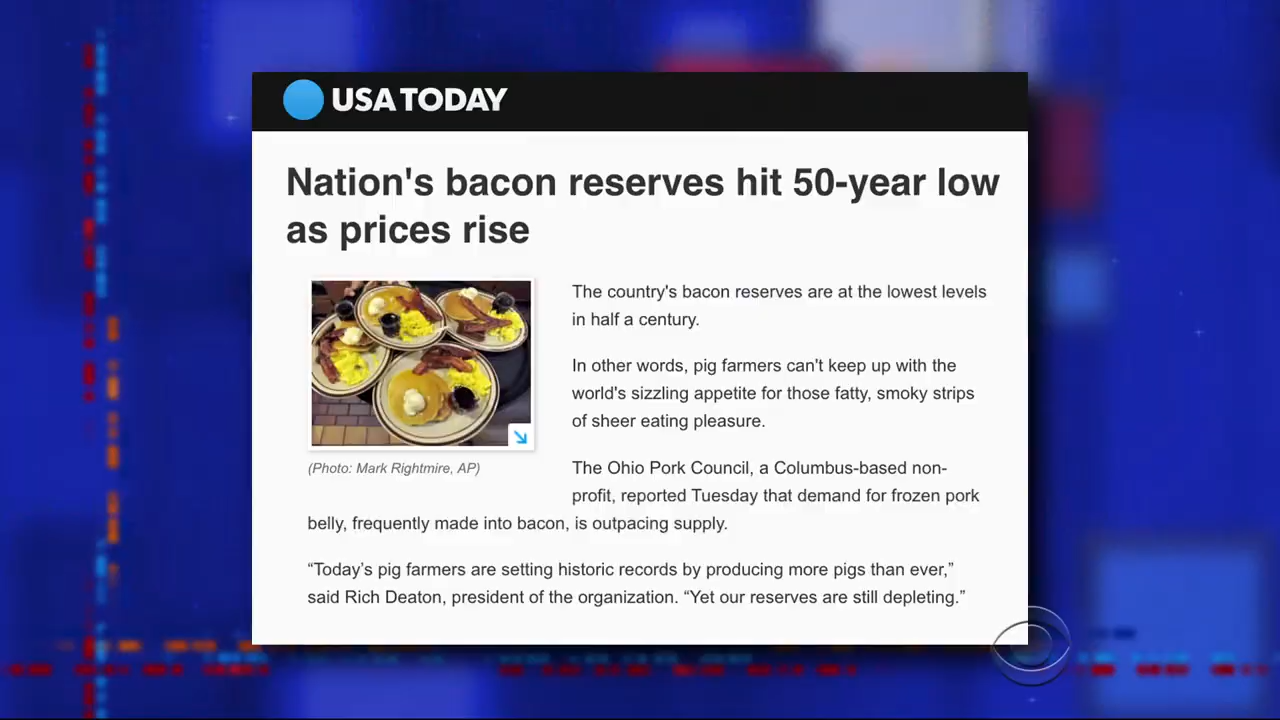 USA TODAY
Nation's bacon reserves hit 50-year low
as prices rise
The country's bacon reserves are at the lowest levels
in half a century.
In other words, pig farmers can't keep up with the
world's sizzling appetite for those fatty, smoky strips
of sheer eating pleasure.
(Photo: Mark Rightmire, AP)
The Ohio Pork Council, a Columbus-based non-
profit, reported Tuesday that demand for frozen pork
belly, frequently made into bacon, is outpacing supply.
“Today’s pig farmers are setting historic records by producing more pigs than ever,”
said Rich Deaton, president of the organization. “Yet our reserves are still depleting.”